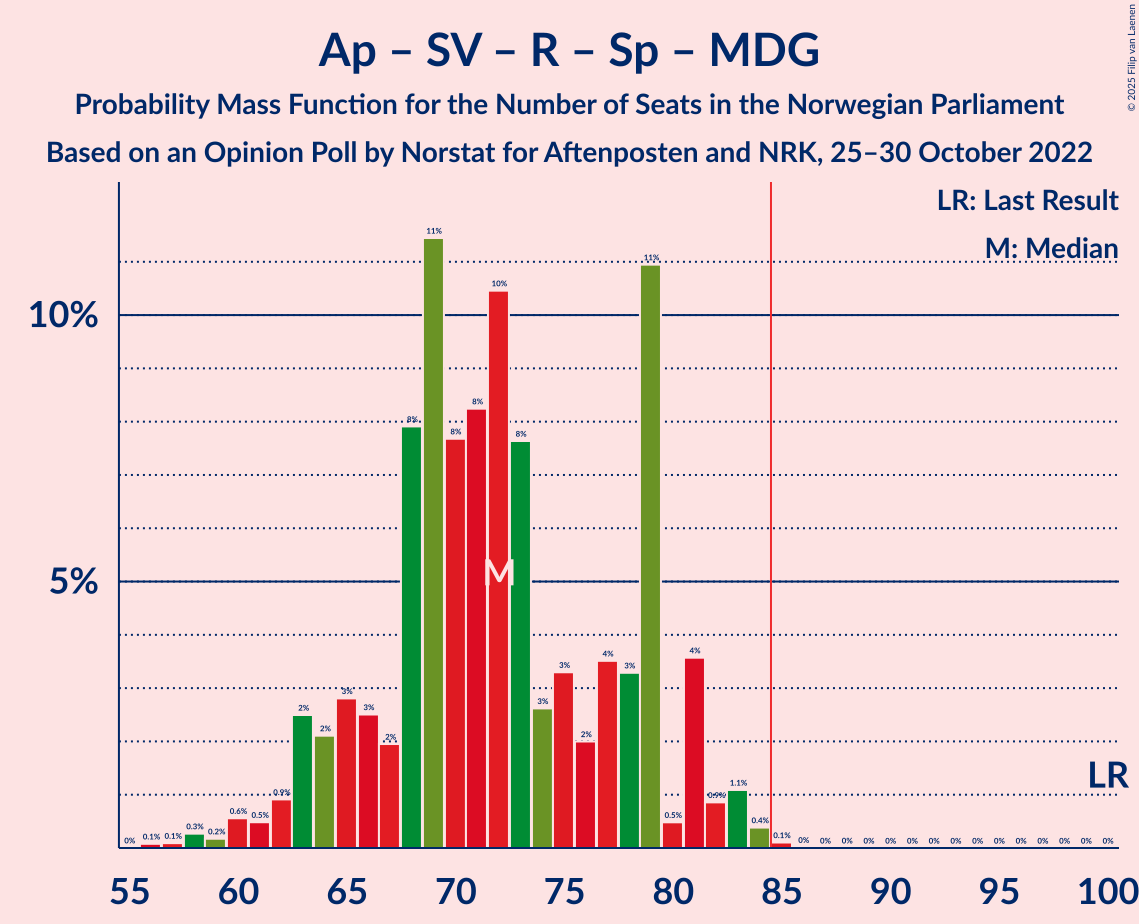 Ap – SV – R – Sp – MDG
Probability Mass Function for the Number of Seats in the Norwegian Parliament
Based on an Opinion Poll by Norstat for Aftenposten and NRK, 25–30 October 2022
© 2025 Filip van Laenen
LR: Last Result
M: Median
10%
5%
0% 0.1% 0.1% 0.3% 0.2% 0.6% 0.5% 0.9% 2% 2% 3% 3% 2% 8% 11% 8% 8% 10% 8% 3% 3% 2% 4% 3% 11% 0.5% 4% 0.9% 1.1% 0.4% 0.1% 0% 0% 0% 0% 0% 0% 0% 0% 0% 0% 0% 0% 0% 0% 0%
M
LR
55 60 65 70 75 80 85 90 95 100